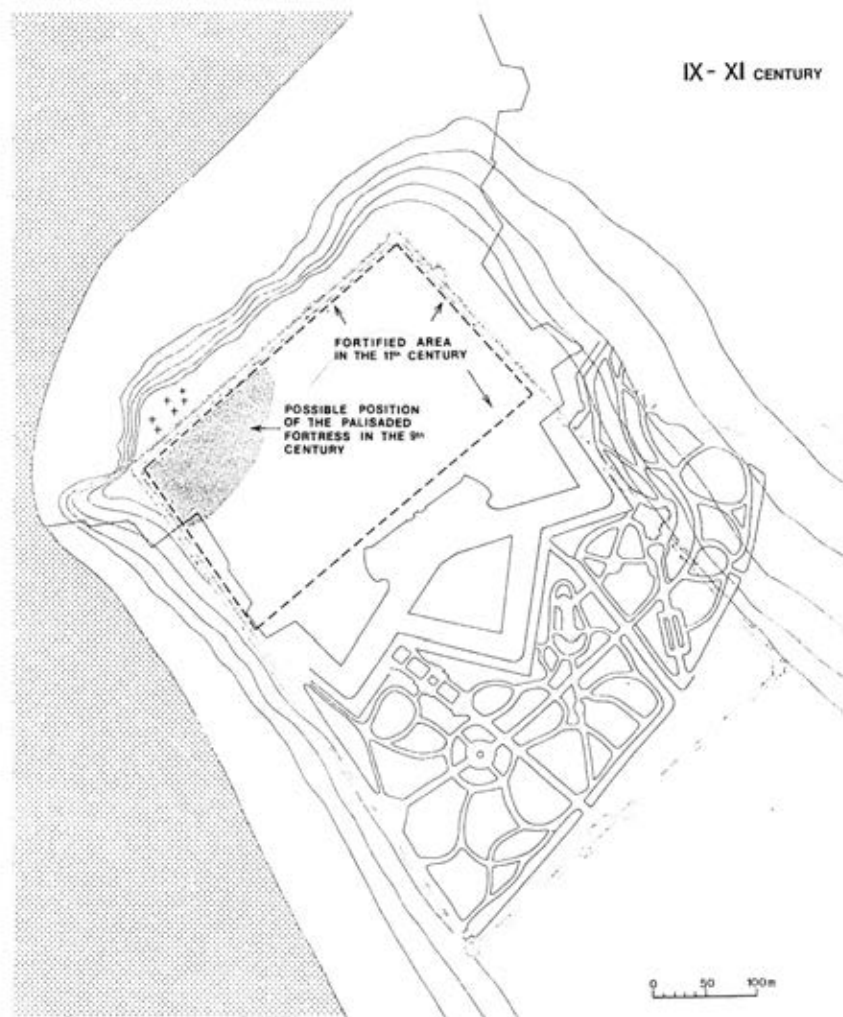 IX - XI CENTURY
FORTIFIED AREA
IN THE 11th CENTURY
POSSIBLE POSITION
OF THE PALISADED
FORTRESS IN THE 9th
CENTURY
0 50 100m